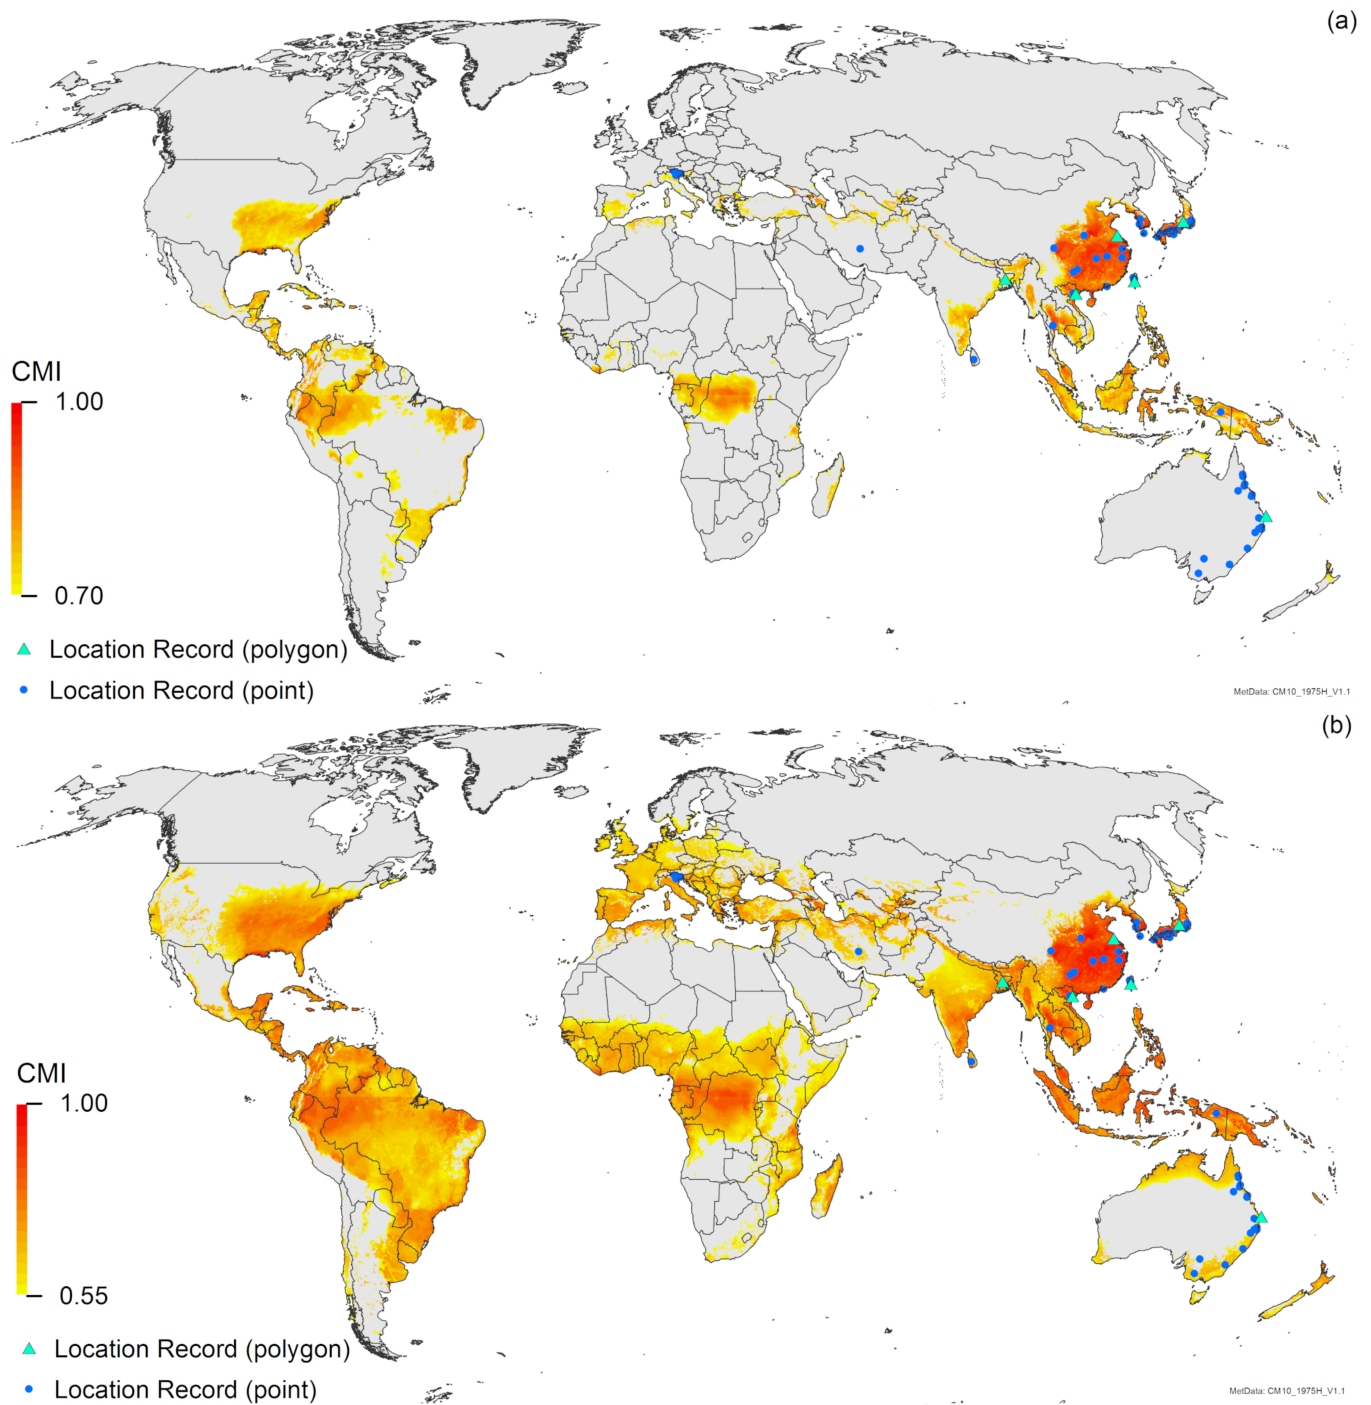 (a)
CMI
1.00
0.70
Location Record (polygon)
Location Record (point)
MetData: CM10_1975H_V1.1
(b)
CMI
1.00
0.55
Location Record (polygon)
Location Record (point)
MetData: CM10_1975H_V1.1